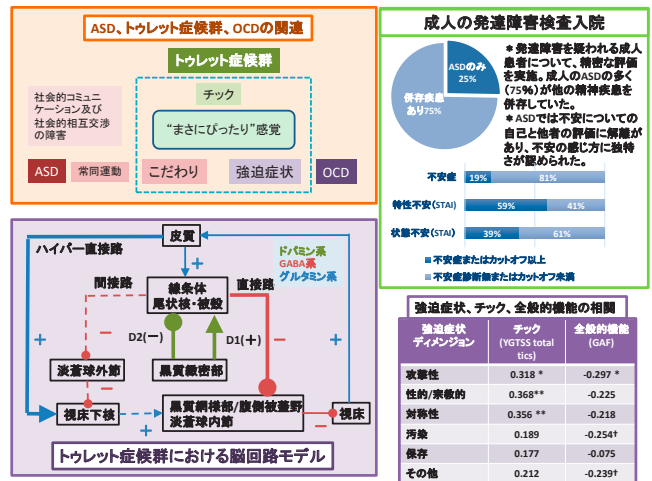 ASD、トゥレット症候群、OCDの関連
トゥレット症候群
チック
社会的コミュニ
ケーション及び
社会的相互交渉
の障害
“まさにぴったり”感覚
ASD
常同運動
こだわり
強迫症状
OCD
成人の発達障害検査入院
ASDのみ
25%
併存疾患
あり75%
＊発達障害を疑われる成人
患者について、精密な評価
を実施。成人のASDの多く
（75％）が他の精神疾患を
併存していた。
＊ASDでは不安についての
自己と他者の評価に解離が
あり、不安の感じ方に独特
さが認められた。
不安症 19% 81%
特性不安（STAI） 59% 41%
状態不安（STAI） 39% 61%
不安症またはカットオフ以上
不安症診断無またはカットオフ未満
皮質
ハイパー直接路
＋
ドパミン系
GABA系
グルタミン系
間接路
線条体
尾状核・被殻
直接路
D2(－)
D1(＋)
－
－
＋
＋
淡蒼球外節
黒質緻密部
－
視床下核
＋
黒質網様部/腹側被蓋野
淡蒼球内節
－
視床
トゥレット症候群における脳回路モデル
強迫症状、チック、全般的機能の相関
強迫症状
ディメンジョン
チック
(YGTSS total
tics)
全般的機能
(GAF)
攻撃性 0.318 * -0.297 *
性的/宗教的 0.368** -0.225
対称性 0.356 ** -0.218
汚染 0.189 -0.254†
保存 0.177 -0.075
その他 0.212 -0.239†